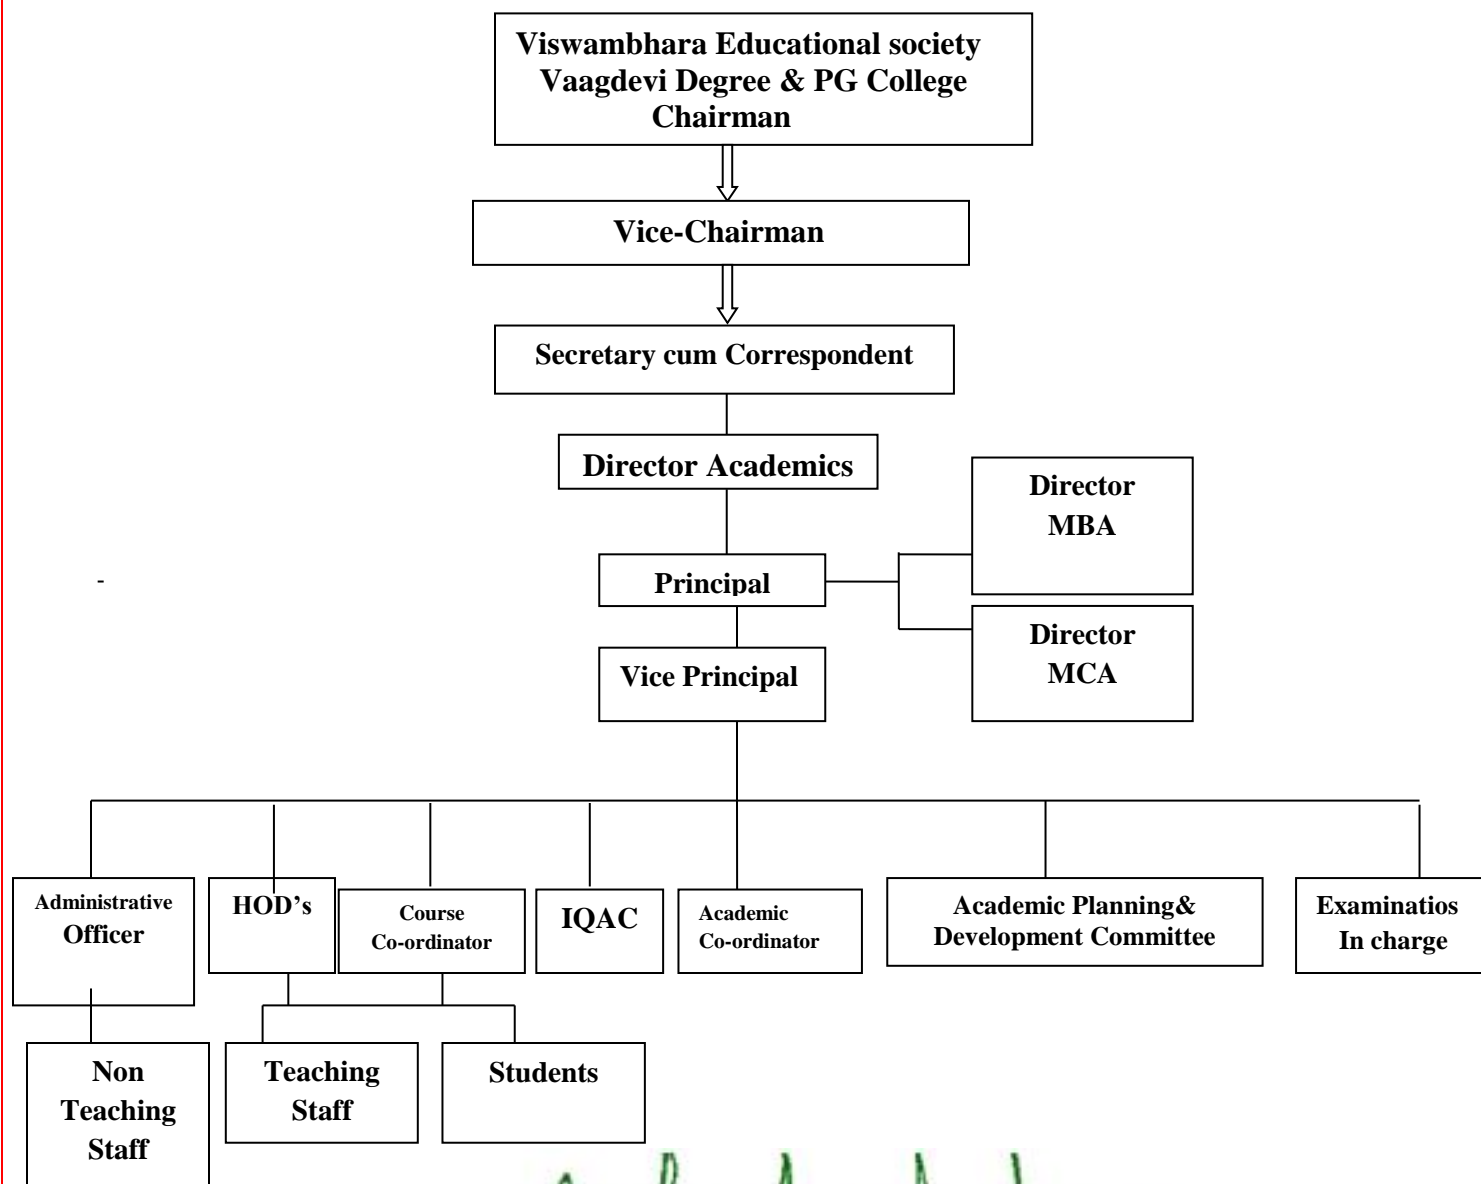 Viswambhara Educational society
Vaagdevi Degree & PG College
Chairman
Vice-Chairman
Secretary cum Correspondent
Director Academics
Director
MBA
-
Principal
Director
MCA
Vice Principal
Administrative
Officer
HOD’s
Course
Co-ordinator
IQAC
Academic
Co-ordinator
Academic Planning&
Development Committee
Examinatios
In charge
Non
Teaching
Staff
Teaching
Staff
Students